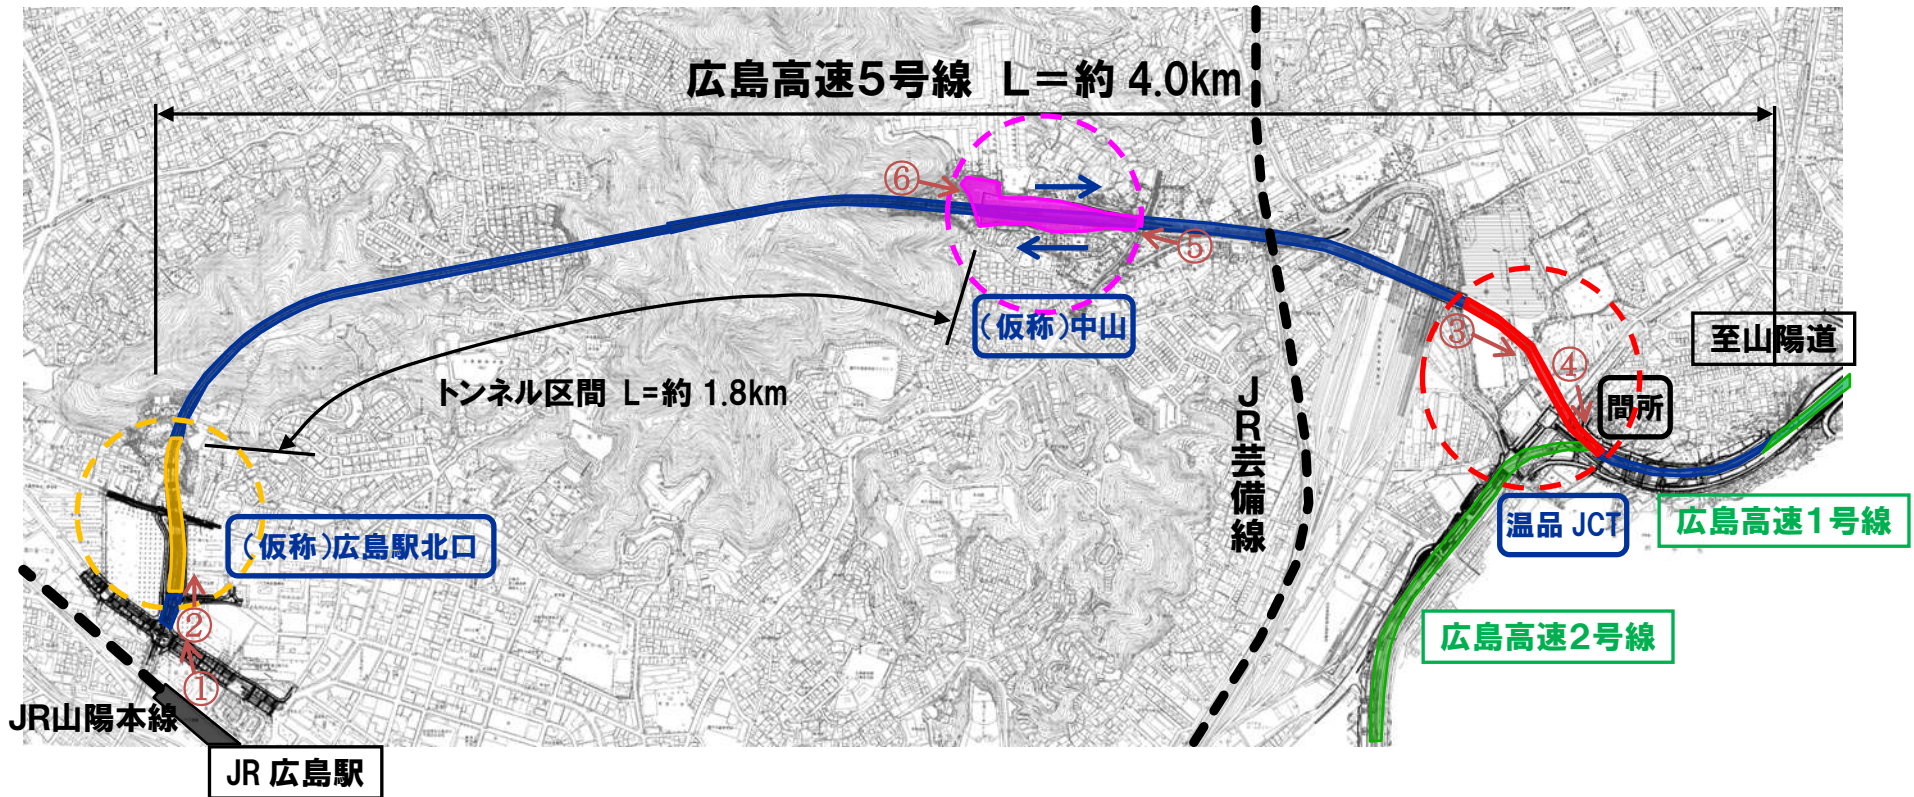 広島高速5号線 L=約 4.0km
⑥
⑤
(仮称)中山
③
④
至山陽道
間所
トンネル区間 L=約 1.8km
JR芸備線
(仮称)広島駅北口
温品 JCT
広島高速1号線
②
広島高速2号線
①
JR山陽本線
JR 広島駅